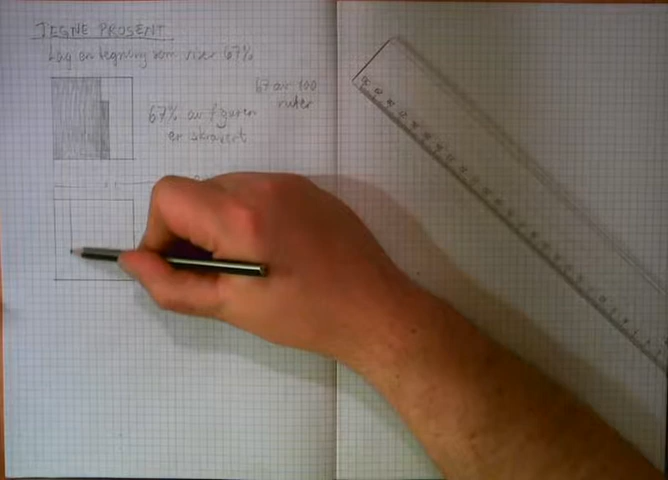 TEGNE PROSENT
Lag en tegning som viser 67%
67 av 100
ruter
67% av figuren
er skravert